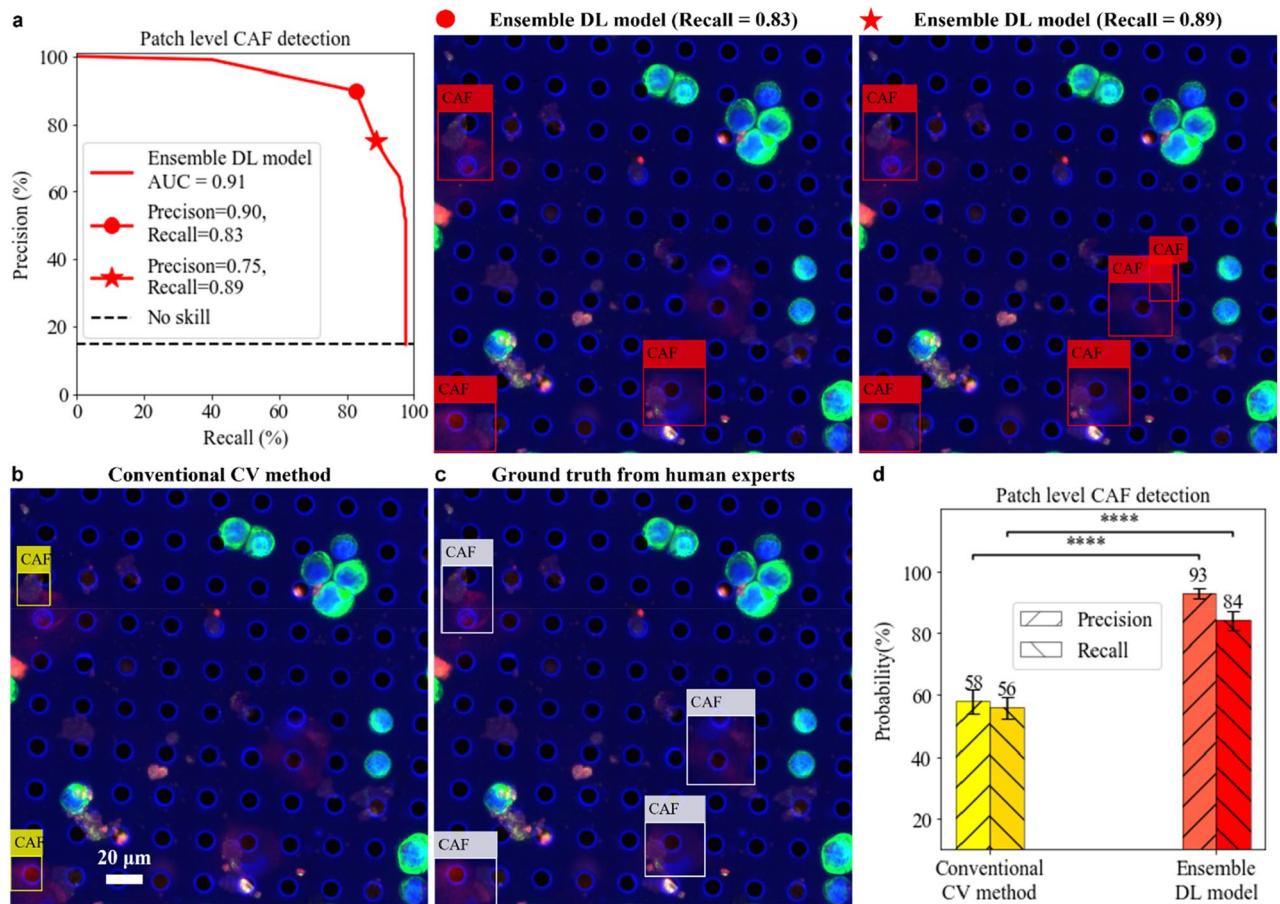 a
Patch level CAF detection
100
80
60
40
20
0
Precision (%)
Ensemble DL model
AUC = 0.91
Precison=0.90,
Recall=0.83
Precison=0.75,
Recall=0.89
No skill
0 20 40 60 80 100
Recall (%)
Ensemble DL model (Recall = 0.83)
CAF
CAF
CAF
Ensemble DL model (Recall = 0.89)
CAF
CAF
CAF
CAF
CAF
b
Conventional CV method
CAF
CAF
20 μm
c
Ground truth from human experts
CAF
CAF
CAF
CAF
d
Patch level CAF detection
****
****
100
80
60
40
20
Probability(%)
93
84
58
56
Precision
Recall
Conventional
CV method
Ensemble
DL model